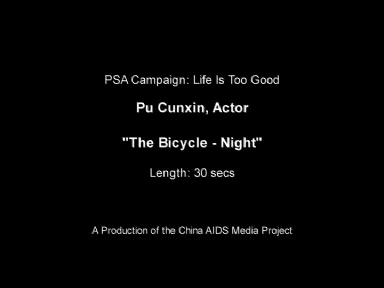 PSA Campaign: Life Is Too Good
Pu Cunxin, Actor
"The Bicycle - Night"
Length: 30 secs
A Production of the China AIDS Media Project